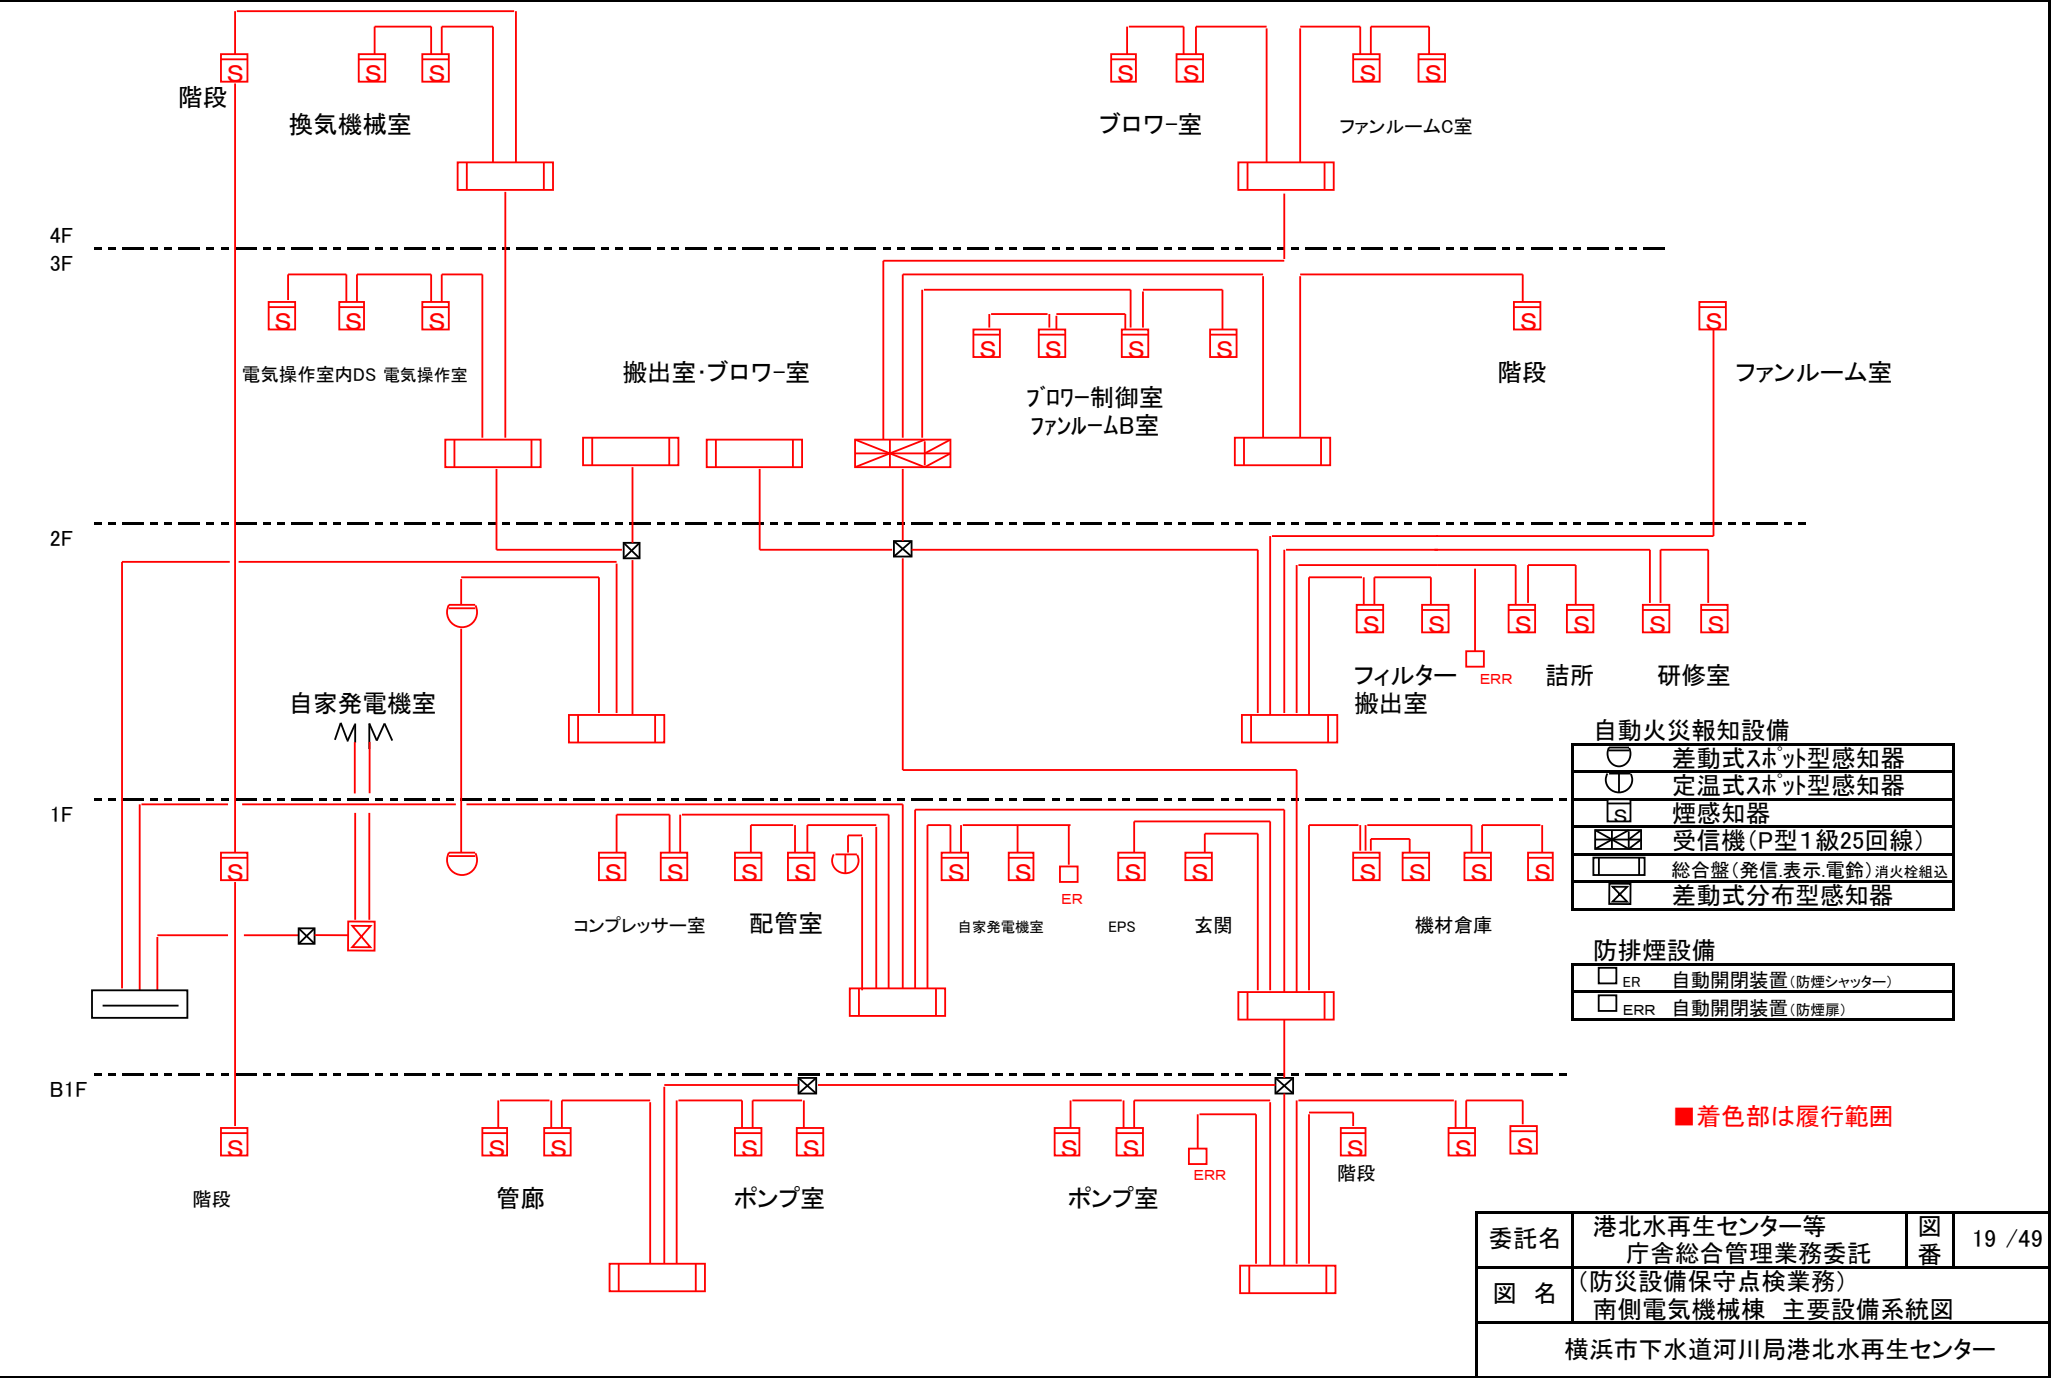 S
S
S
S
S
S
S
階段
換気機械室
ブロワー室
ファンルームC室
4F
3F
S
S
S
S
S
S
S
S
S
電気操作室内DS 電気操作室
搬出室・ブロワー室
ブロワー制御室
ファンルームB室
階段
ファンルーム室
2F
S
S
S
S
S
S
フィルター
搬出室
ERR
詰所
研修室
自家発電機室
自動火災報知設備
差動式スポット型感知器
定温式スポット型感知器
S 煙感知器
受信機(P型1級25回線)
総合盤(発信.表示.電鈴)消火栓組込
差動式分布型感知器
1F
S
S
S
S
S
S
S
S
S
S
S
S
S
ER
コンプレッサー室
配管室
自家発電機室
EPS
玄関
機材倉庫
防排煙設備
ER 自動開閉装置(防煙シャッター)
ERR 自動開閉装置(防煙扉)
B1F
S
S
S
S
S
S
S
S
S
S
ERR
階段
管廊
ポンプ室
ポンプ室
階段
■着色部は履行範囲
委託名
港北水再生センター等
庁舎総合管理業務委託
図番
19 /49
図 名
(防災設備保守点検業務)
南側電気機械棟 主要設備系統図
横浜市下水道河川局港北水再生センター